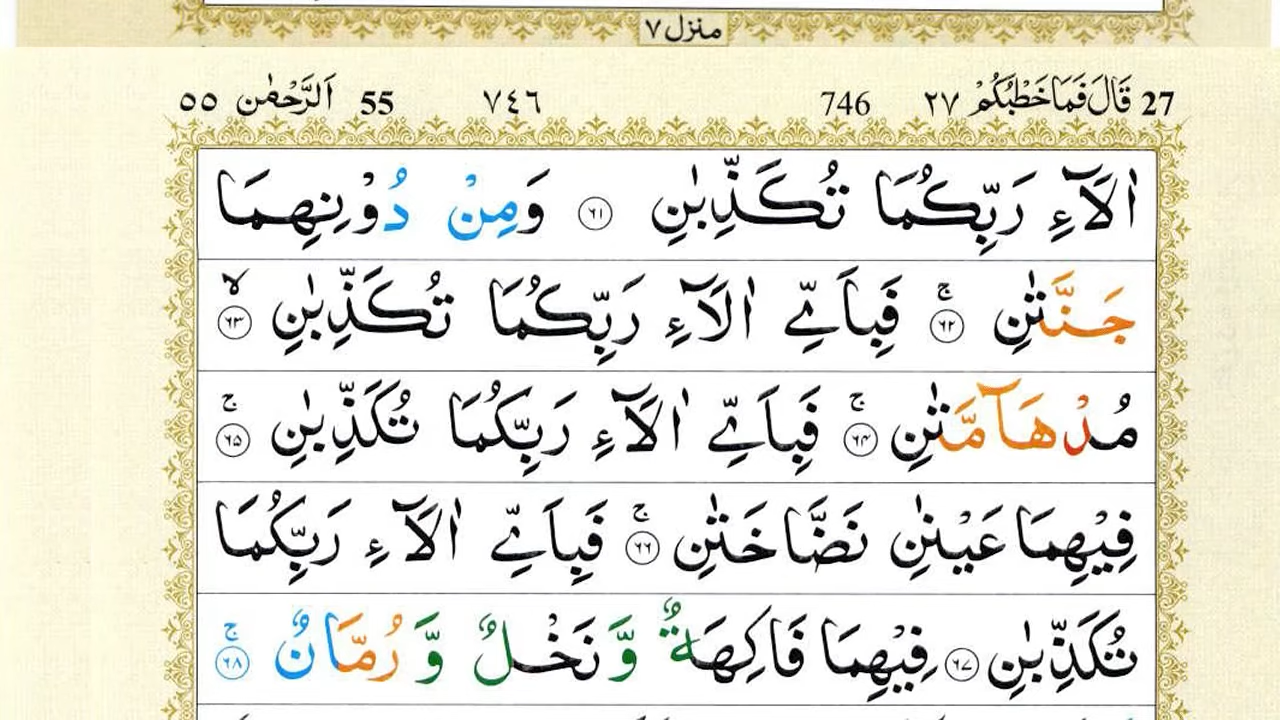 منزل ٧
27 قَالَ فَمَا خَطْبُكُمْ ٢٧ 746 ٧٤٦ 55 اَلرَّحْمٰن ٥٥
اٰلَآءِ رَبِّكُمَا تُكَذِّبٰنِ ۝٦١ وَمِنْ دُوْنِهِمَا
جَنَّتٰنِ ۝٦٢ۚ فَبِاَيِّ اٰلَآءِ رَبِّكُمَا تُكَذِّبٰنِ ۝٦٣ۙ
مُدْهَآمَّتٰنِ ۝٦٤ۚ فَبِاَيِّ اٰلَآءِ رَبِّكُمَا تُكَذِّبٰنِ ۝٦٥ۚ
فِيْهِمَا عَيْنٰنِ نَضَّاخَتٰنِ ۝٦٦ۚ فَبِاَيِّ اٰلَآءِ رَبِّكُمَا
تُكَذِّبٰنِ ۝٦٧ فِيْهِمَا فَاكِهَةٌ وَّنَخْلٌ وَّرُمَّانٌ ۝٦٨ۚ